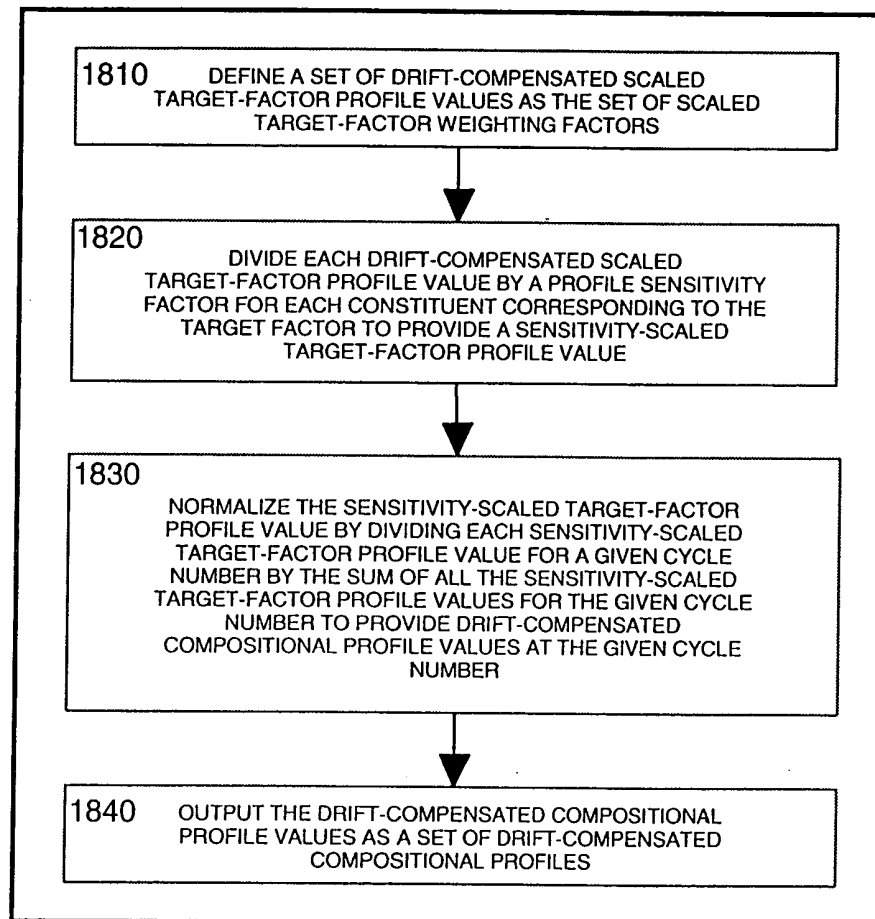 1810 DEFINE A SET OF DRIFT-COMPENSATED SCALED
TARGET-FACTOR PROFILE VALUES AS THE SET OF SCALED
TARGET-FACTOR WEIGHTING FACTORS
1820
DIVIDE EACH DRIFT-COMPENSATED SCALED
TARGET-FACTOR PROFILE VALUE BY A PROFILE SENSITIVITY
FACTOR FOR EACH CONSTITUENT CORRESPONDING TO THE
TARGET FACTOR TO PROVIDE A SENSITIVITY-SCALED
TARGET-FACTOR PROFILE VALUE
1830
NORMALIZE THE SENSITIVITY-SCALED TARGET-FACTOR
PROFILE VALUE BY DIVIDING EACH SENSITIVITY-SCALED
TARGET-FACTOR PROFILE VALUE FOR A GIVEN CYCLE
NUMBER BY THE SUM OF ALL THE SENSITIVITY-SCALED
TARGET-FACTOR PROFILE VALUES FOR THE GIVEN CYCLE
NUMBER TO PROVIDE DRIFT-COMPENSATED
COMPOSITIONAL PROFILE VALUES AT THE GIVEN CYCLE
NUMBER
1840 OUTPUT THE DRIFT-COMPENSATED COMPOSITIONAL
PROFILE VALUES AS A SET OF DRIFT-COMPENSATED
COMPOSITIONAL PROFILES